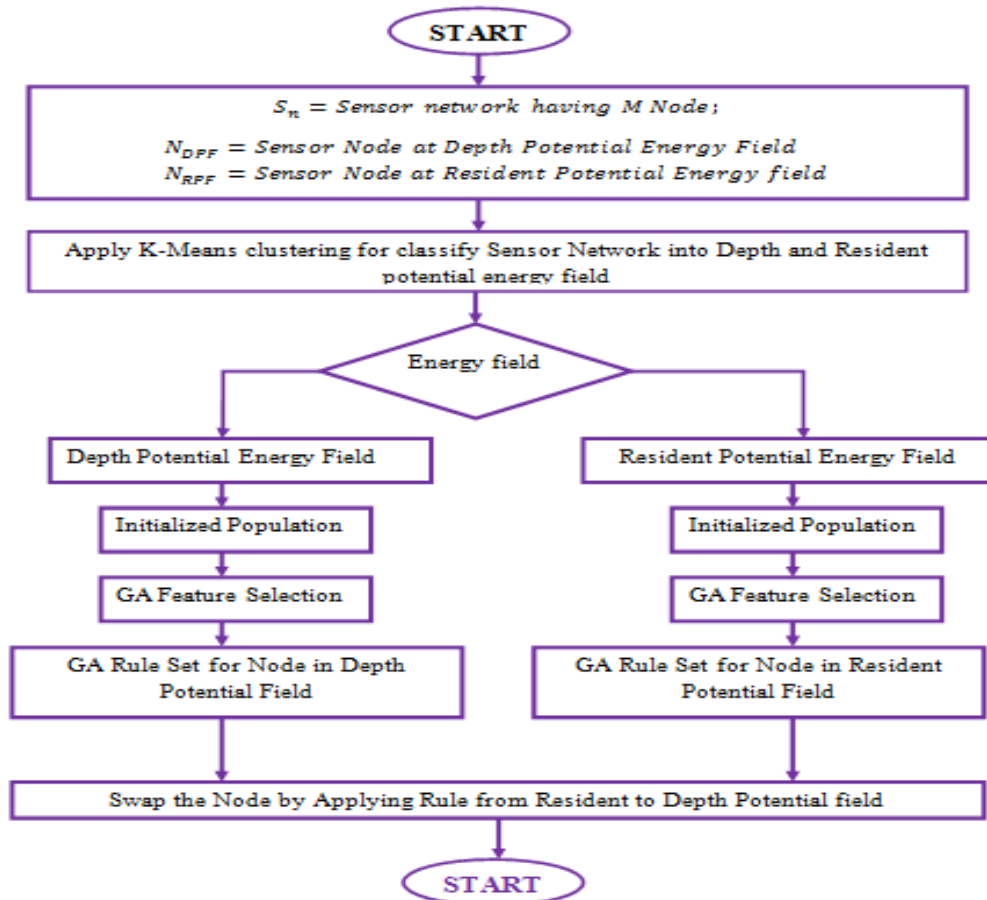 START
Sₙ = Sensor network having M Node;
N_DPF = Sensor Node at Depth Potential Energy Field
N_RPF = Sensor Node at Resident Potential Energy field
Apply K-Means clustering for classify Sensor Network into Depth and Resident
potential energy field
Energy field
Depth Potential Energy Field
Resident Potential Energy Field
Initialized Population
Initialized Population
GA Feature Selection
GA Feature Selection
GA Rule Set for Node in Depth
Potential Field
GA Rule Set for Node in Resident
Potential Field
Swap the Node by Applying Rule from Resident to Depth Potential field
START